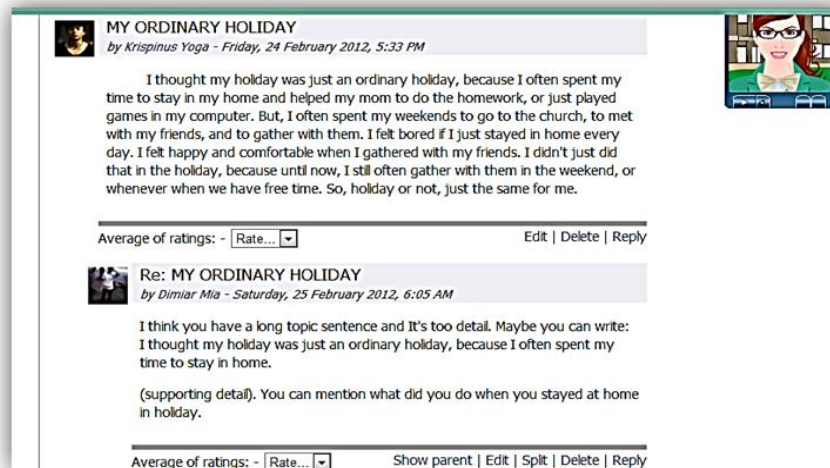 MY ORDINARY HOLIDAY
by Krispinus Yoga - Friday, 24 February 2012, 5:33 PM
I thought my holiday was just an ordinary holiday, because I often spent my
time to stay in my home and helped my mom to do the homework, or just played
games in my computer. But, I often spent my weekends to go to the church, to met
with my friends, and to gather with them. I felt bored if I just stayed in home every
day. I felt happy and comfortable when I gathered with my friends. I didn't just did
that in the holiday, because until now, I still often gather with them in the weekend, or
whenever when we have free time. So, holiday or not, just the same for me.
Average of ratings: - Rate...
Edit | Delete | Reply
Re: MY ORDINARY HOLIDAY
by Dimiar Mia - Saturday, 25 February 2012, 6:05 AM
I think you have a long topic sentence and It's too detail. Maybe you can write:
I thought my holiday was just an ordinary holiday, because I often spent my
time to stay in home.
(supporting detail). You can mention what did you do when you stayed at home
in holiday.
Average of ratings: - Rate...
Show parent | Edit | Split | Delete | Reply